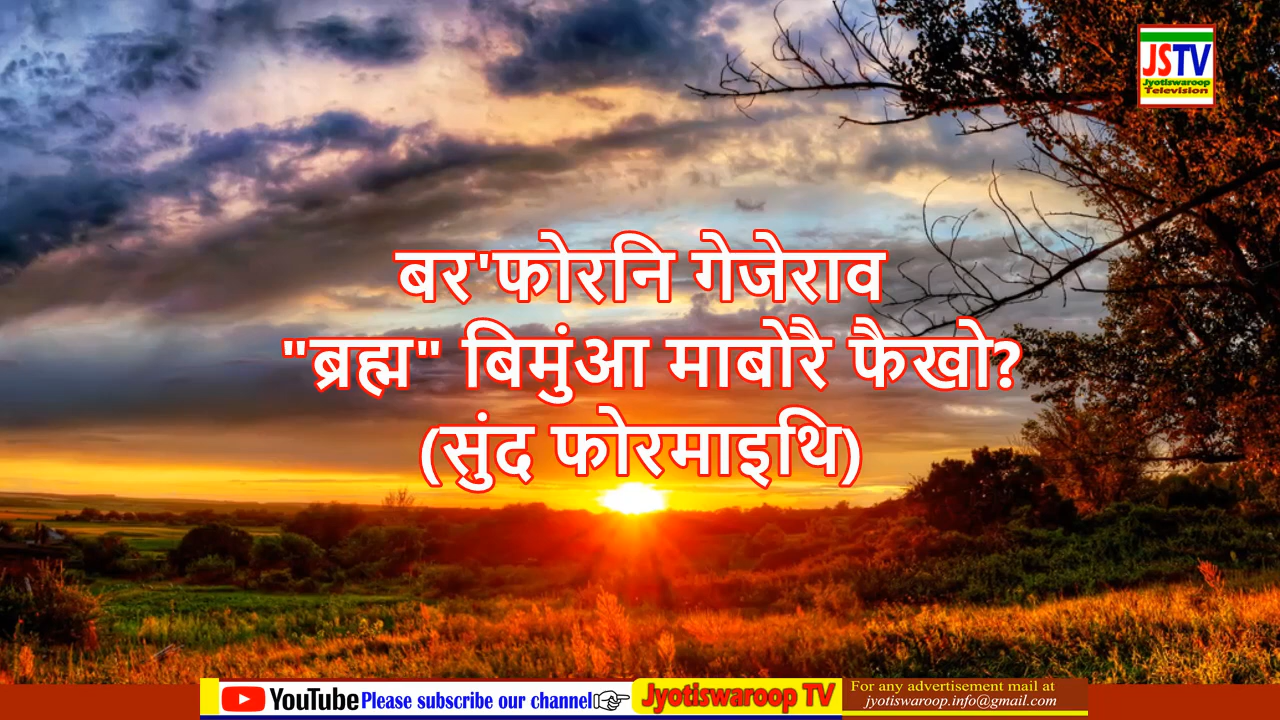 JSTV
Jyotiswaroop
Television
बर'फोरनि गेजेराव
"ब्रह्म" बिमुंआ माबोरै फैखो?
(सुंद फोरमाइथि)
YouTube Please subscribe our channel Jyotiswaroop TV
For any advertisement mail at
jyotiswaroop.info@gmail.com